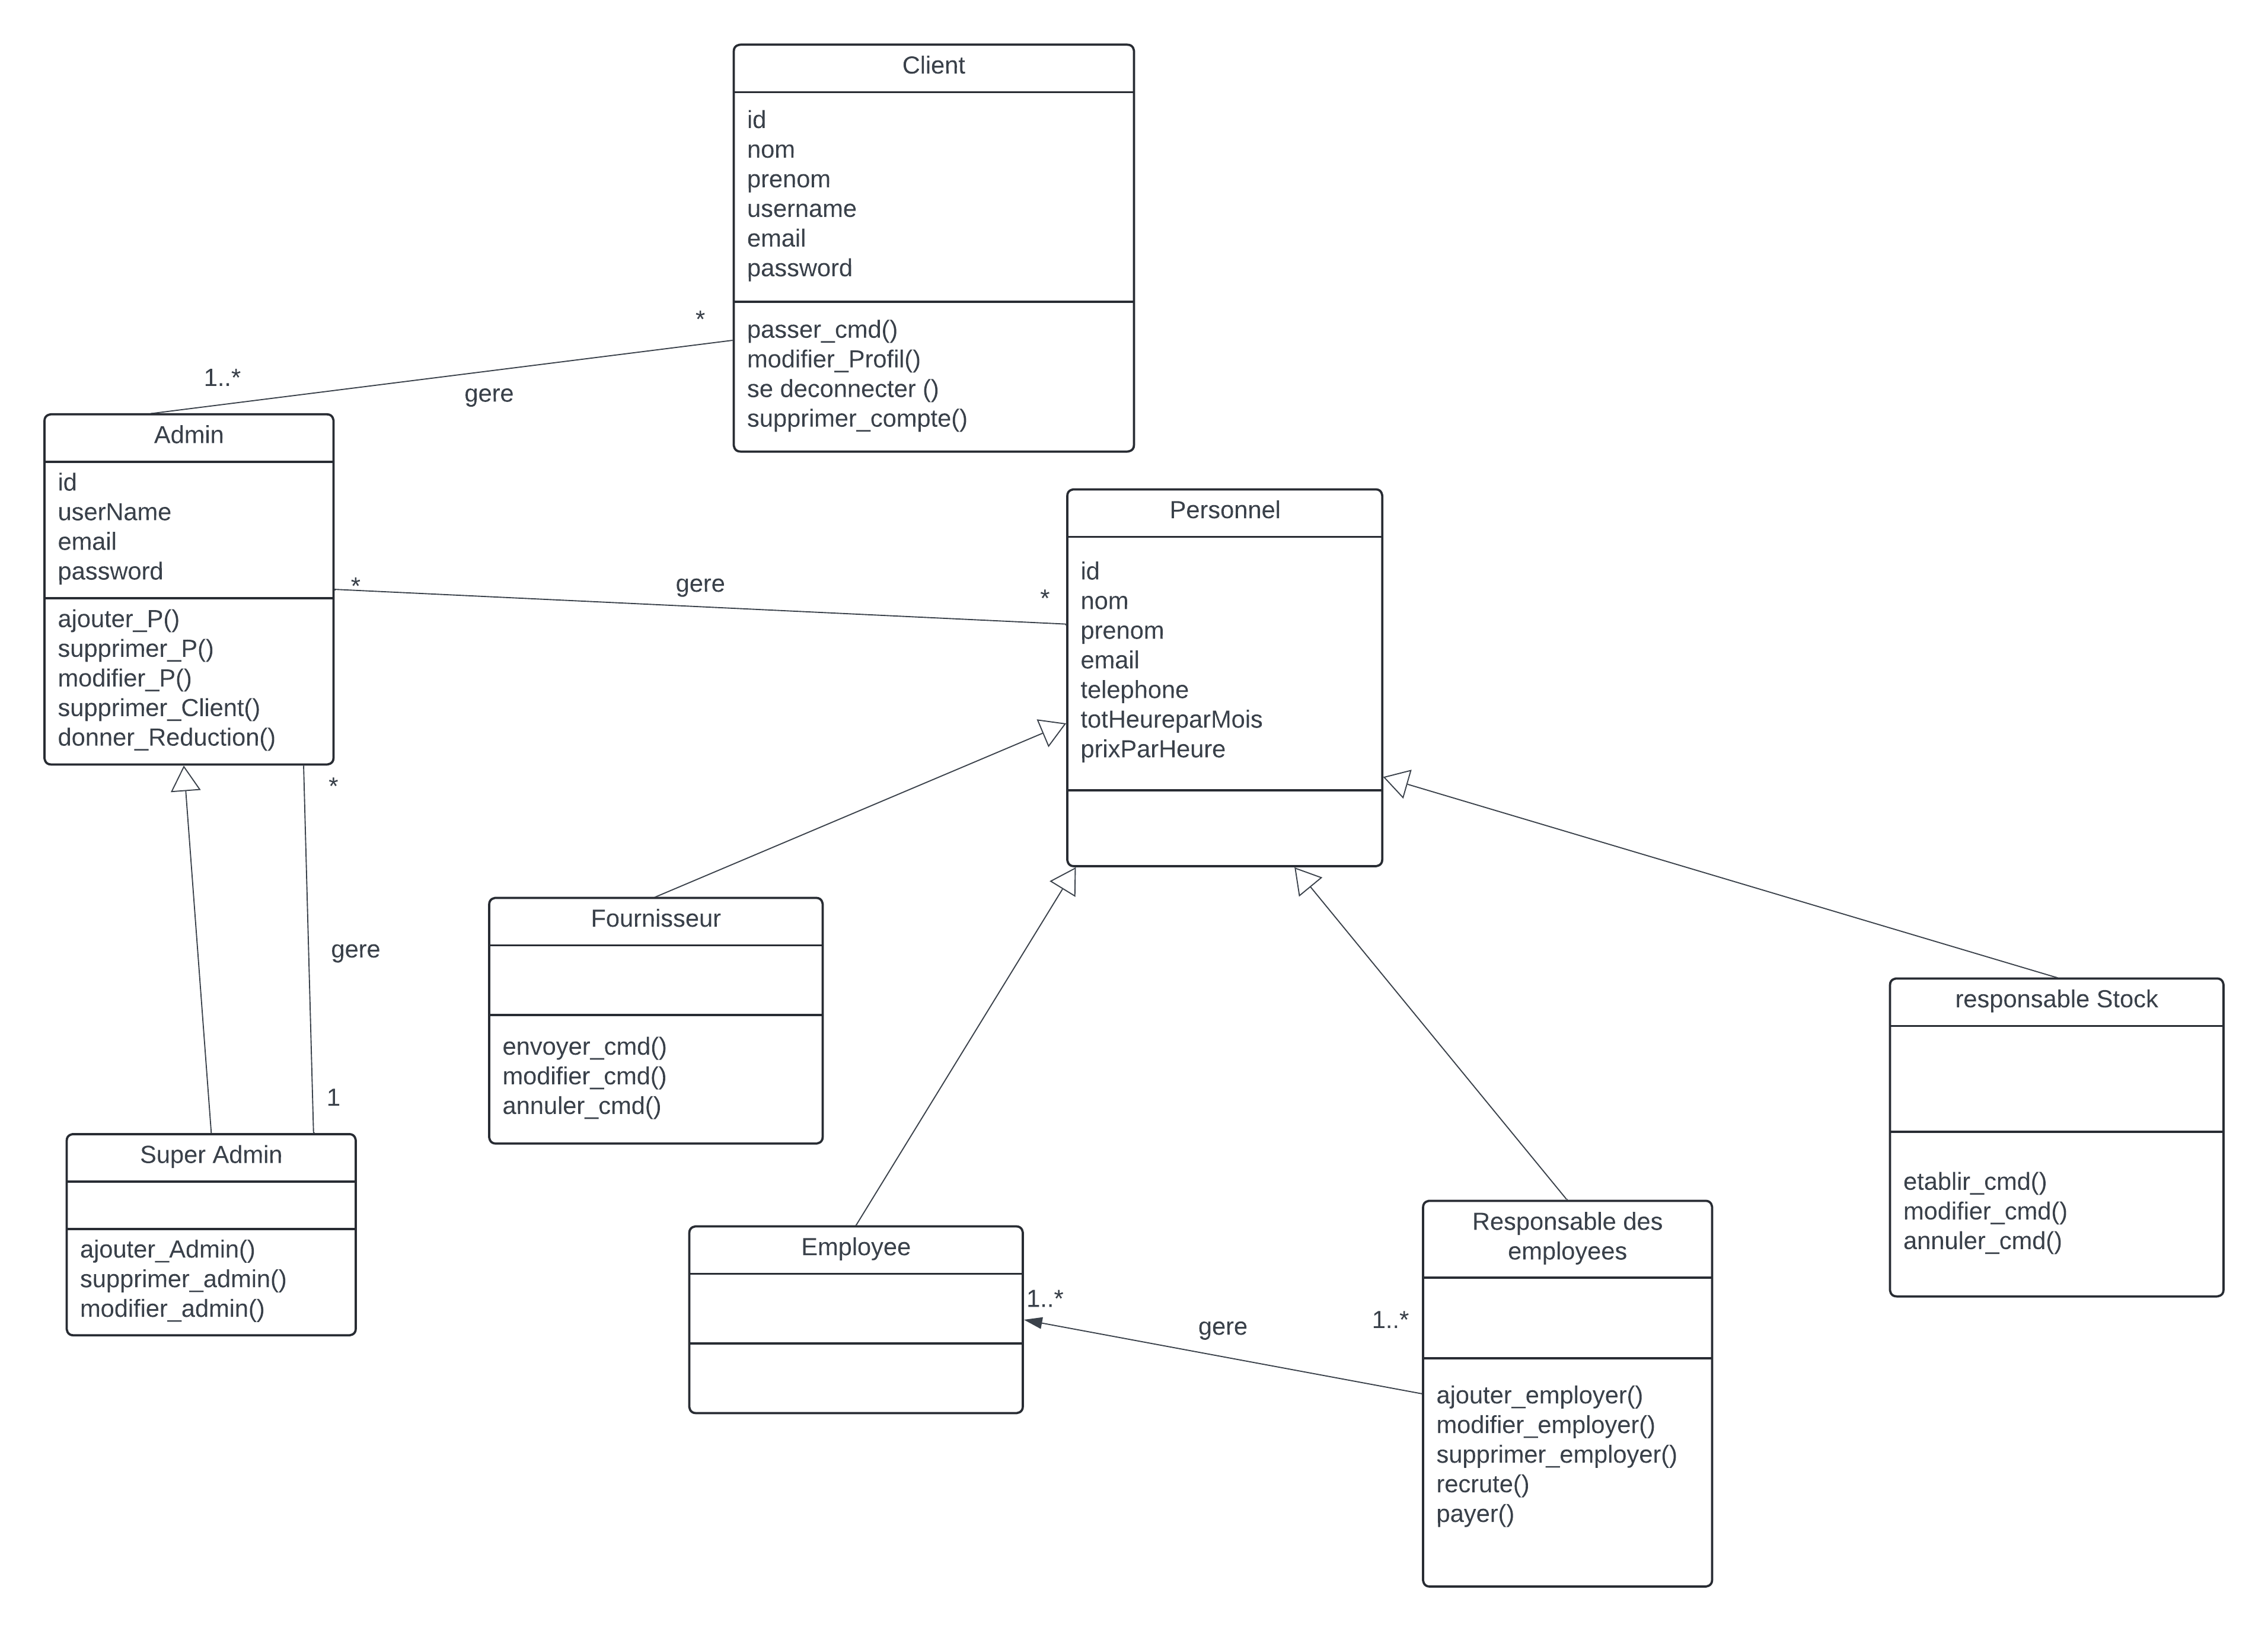 Client
id
nom
prenom
username
email
password
passer_cmd()
modifier_Profil()
se deconnecter ()
supprimer_compte()
*
1..*
gere
Admin
id
userName
email
password
ajouter_P()
supprimer_P()
modifier_P()
supprimer_Client()
donner_Reduction()
*
gere
*
Personnel
id
nom
prenom
email
telephone
totHeureparMois
prixParHeure
*
gere
1
Super Admin
ajouter_Admin()
supprimer_admin()
modifier_admin()
Fournisseur
envoyer_cmd()
modifier_cmd()
annuler_cmd()
Employee
1..*
gere
1..*
Responsable des
employees
ajouter_employer()
modifier_employer()
supprimer_employer()
recrute()
payer()
responsable Stock
etablir_cmd()
modifier_cmd()
annuler_cmd()